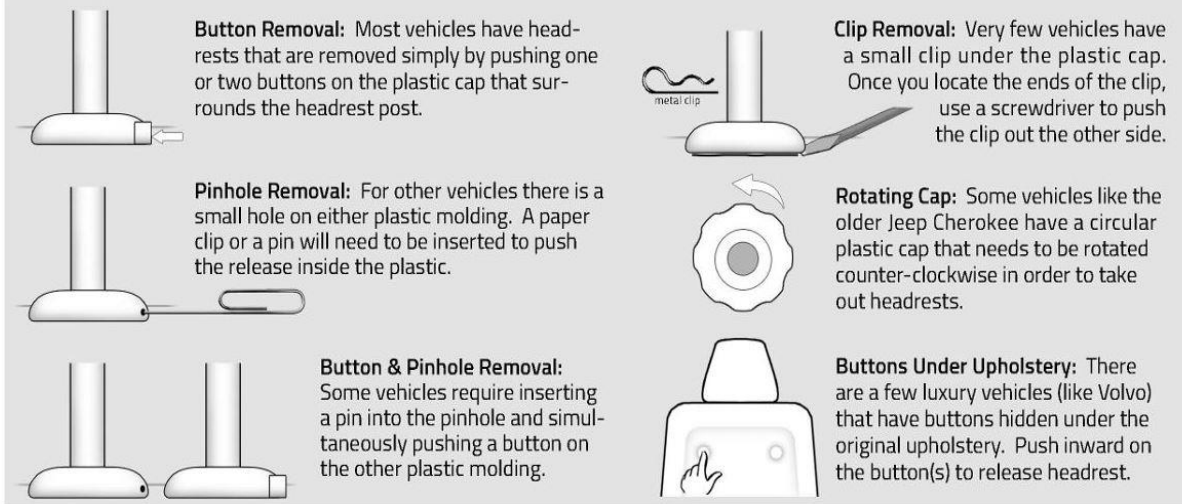 Button Removal: Most vehicles have head-
rests that are removed simply by pushing one
or two buttons on the plastic cap that sur-
rounds the headrest post.
Pinhole Removal: For other vehicles there is a
small hole on either plastic molding. A paper
clip or a pin will need to be inserted to push
the release inside the plastic.
Button & Pinhole Removal:
Some vehicles require inserting
a pin into the pinhole and simul-
taneously pushing a button on
the other plastic molding.
Clip Removal: Very few vehicles have
a small clip under the plastic cap.
Once you locate the ends of the clip,
use a screwdriver to push
the clip out the other side.
metal clip
Rotating Cap: Some vehicles like the
older Jeep Cherokee have a circular
plastic cap that needs to be rotated
counter-clockwise in order to take
out headrests.
Buttons Under Upholstery: There
are a few luxury vehicles (like Volvo)
that have buttons hidden under the
original upholstery. Push inward on
the button(s) to release headrest.